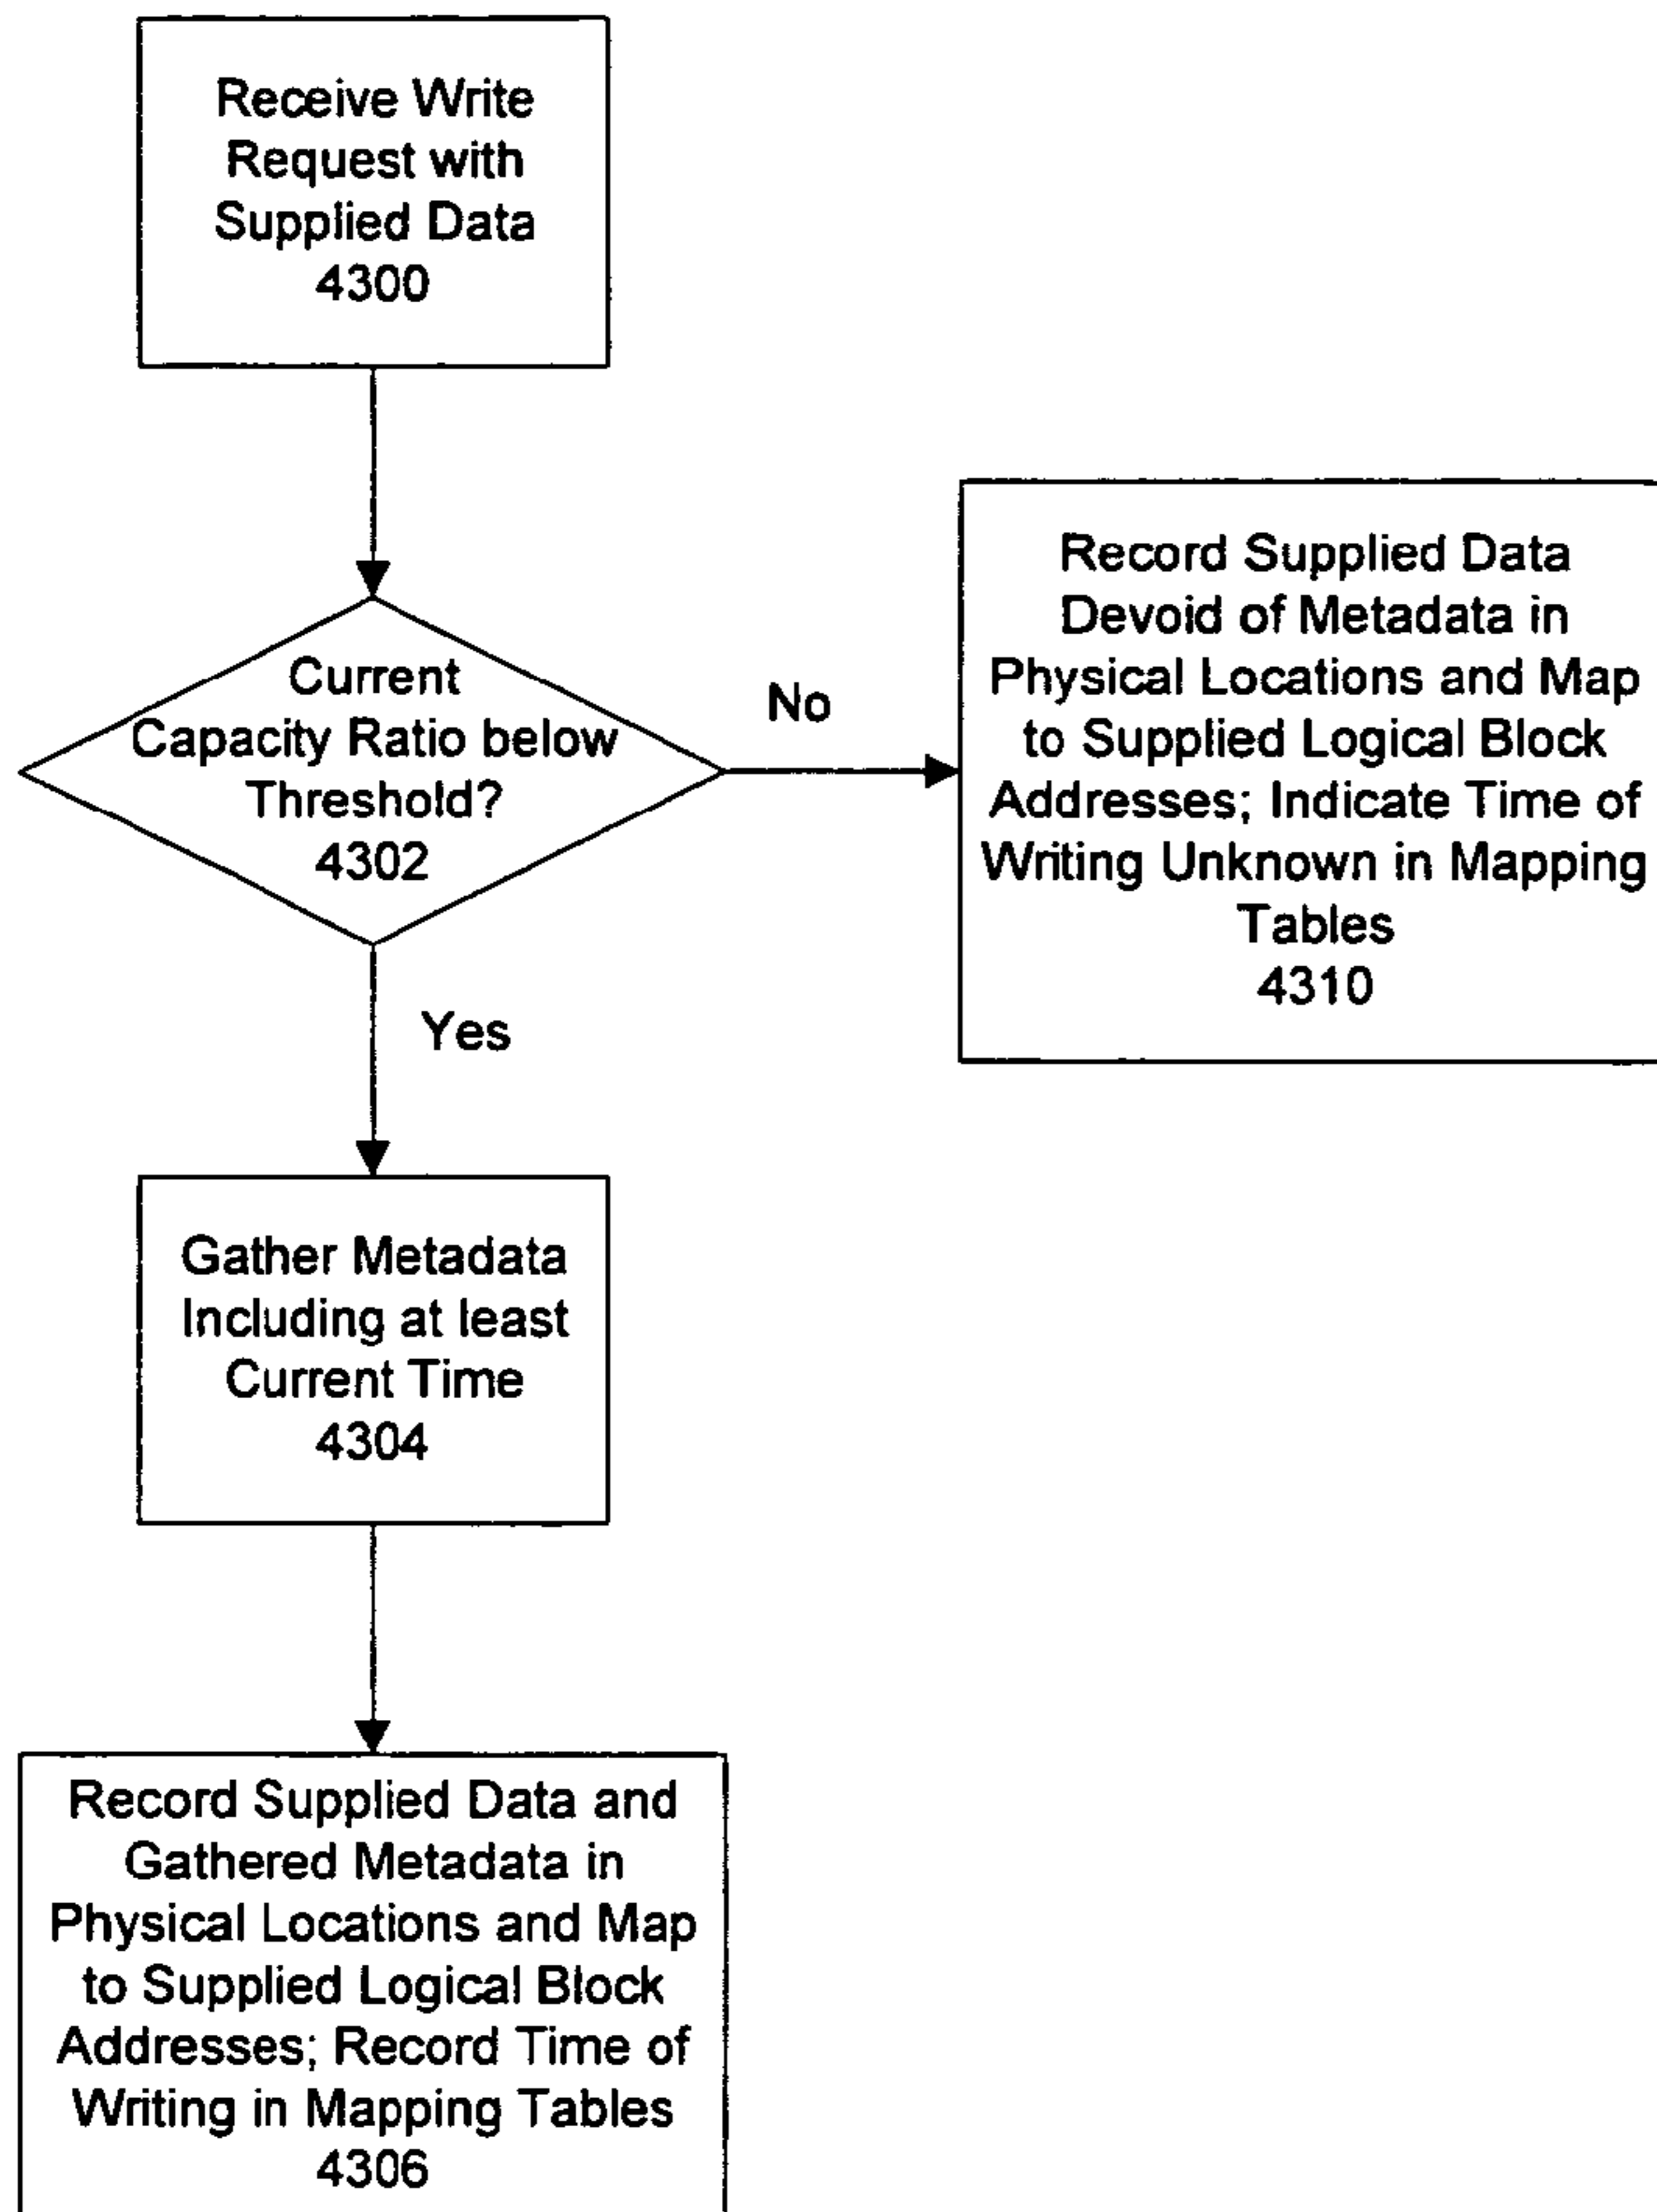 Receive Write
Request with
Supplied Data
4300
Current
Capacity Ratio below
Threshold?
4302
No
Record Supplied Data
Devoid of Metadata in
Physical Locations and Map
to Supplied Logical Block
Addresses; Indicate Time of
Writing Unknown in Mapping
Tables
4310
Yes
Gather Metadata
Including at least
Current Time
4304
Record Supplied Data and
Gathered Metadata in
Physical Locations and Map
to Supplied Logical Block
Addresses; Record Time of
Writing in Mapping Tables
4306